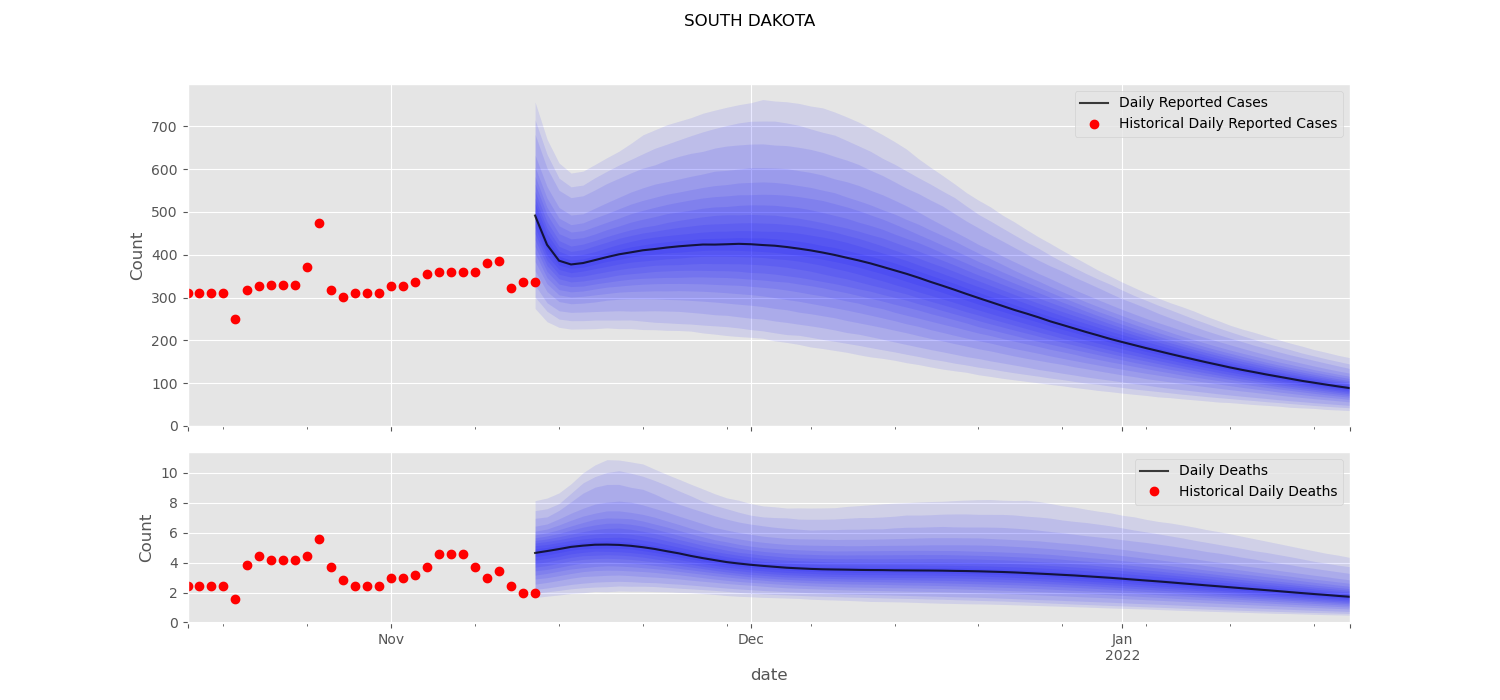 SOUTH DAKOTA
Count
700
600
500
400
300
200
100
0
Daily Reported Cases
Historical Daily Reported Cases
Count
10
8
6
4
2
0
Daily Deaths
Historical Daily Deaths
Nov
Dec
Jan
2022
date